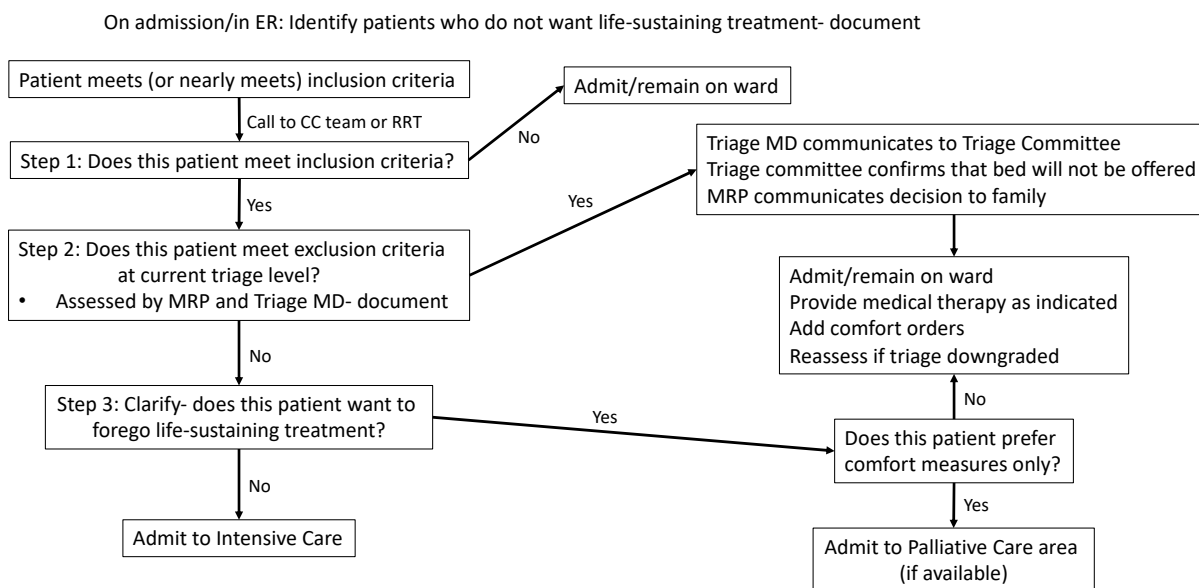 On admission/in ER: Identify patients who do not want life-sustaining treatment- document
Patient meets (or nearly meets) inclusion criteria
Admit/remain on ward
Call to CC team or RRT
No
Step 1: Does this patient meet inclusion criteria?
Triage MD communicates to Triage Committee
Triage committee confirms that bed will not be offered
MRP communicates decision to family
Yes
Yes
Step 2: Does this patient meet exclusion criteria
at current triage level?
• Assessed by MRP and Triage MD- document
Admit/remain on ward
Provide medical therapy as indicated
Add comfort orders
Reassess if triage downgraded
No
No
Step 3: Clarify- does this patient want to
forego life-sustaining treatment?
Yes
Does this patient prefer
comfort measures only?
No
Yes
Admit to Intensive Care
Admit to Palliative Care area
(if available)